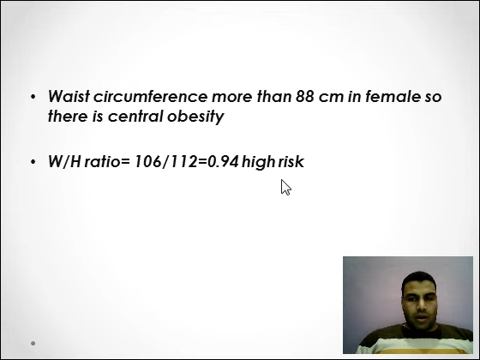 • Waist circumference more than 88 cm in female so
there is central obesity
• W/H ratio= 106/112=0.94 high risk